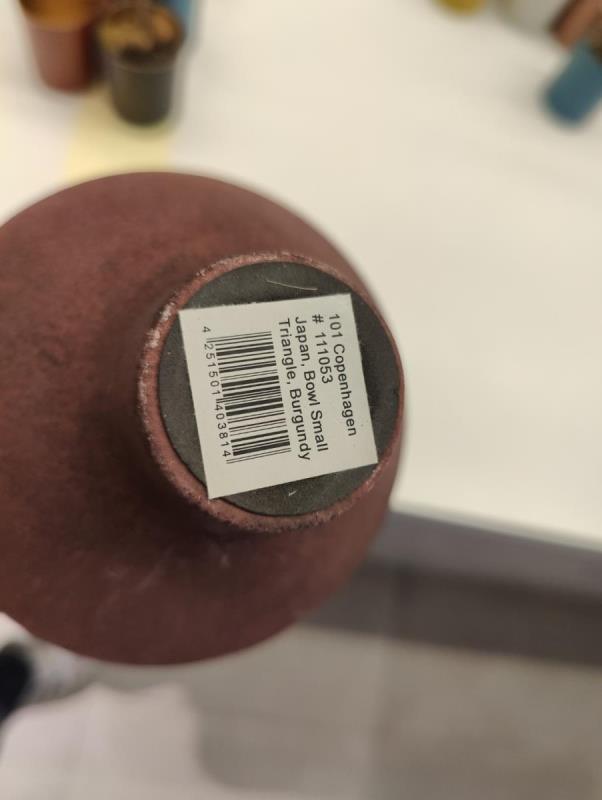 101 Copenhagen
# 111053
Japan, Bowl Small
Triangle, Burgundy
4 251501 403814